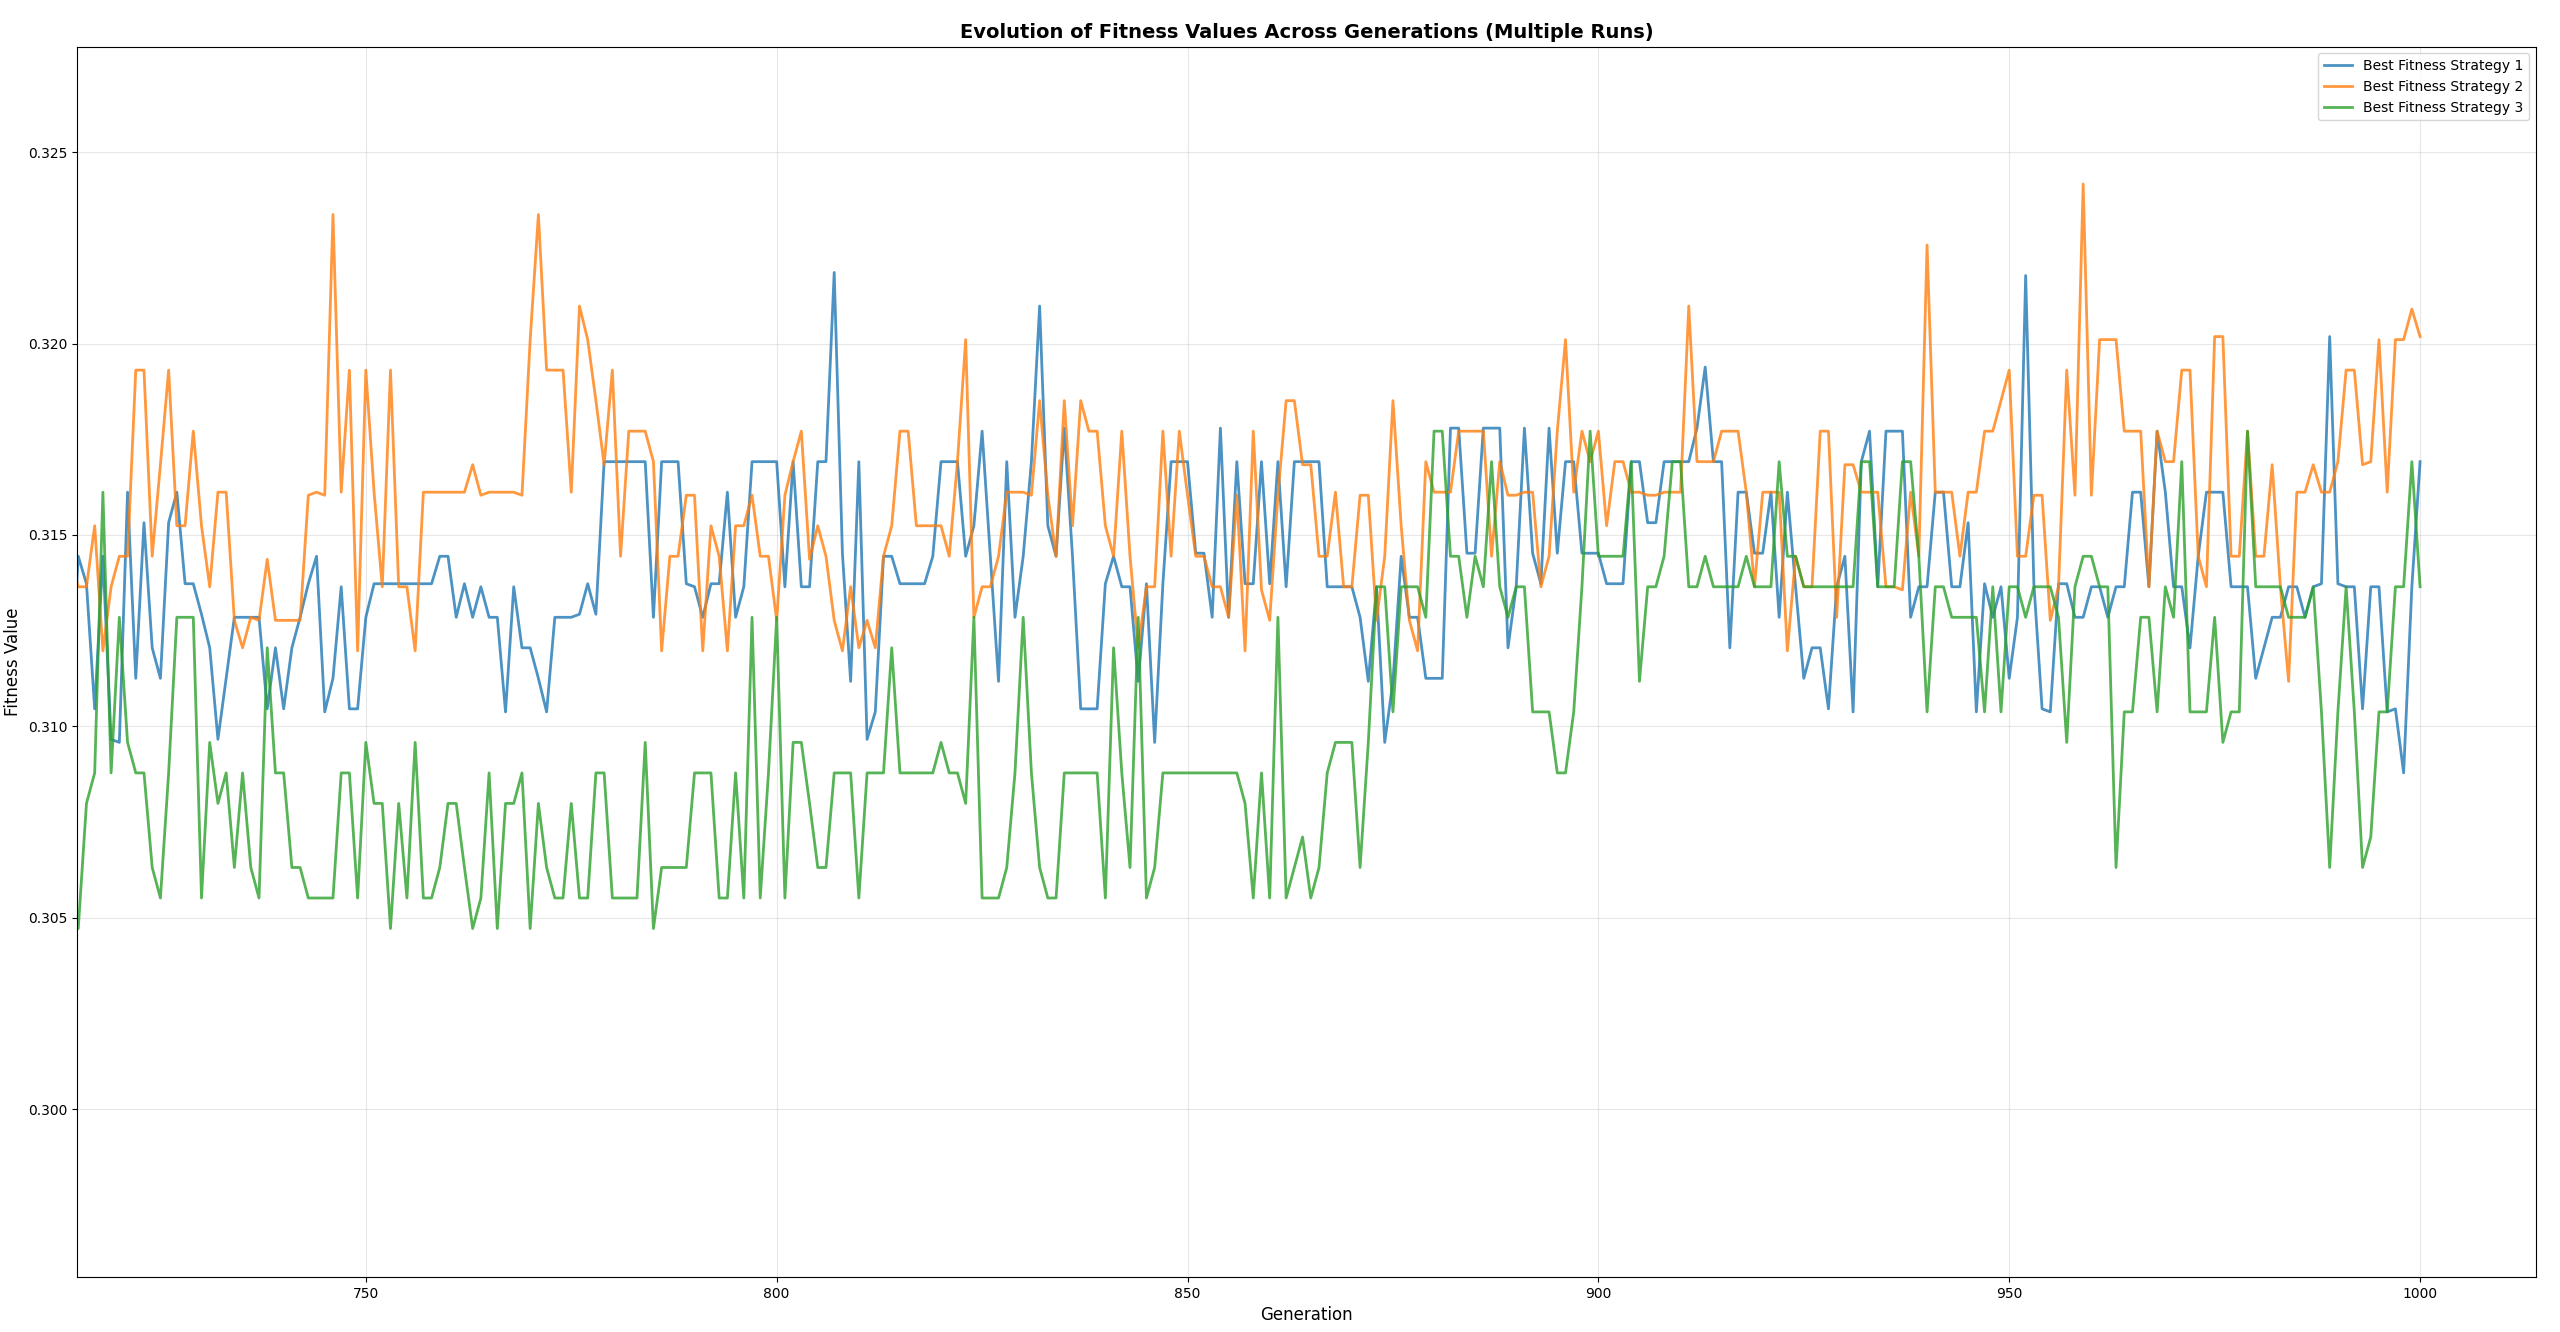 Evolution of Fitness Values Across Generations (Multiple Runs)
Best Fitness Strategy 1
Best Fitness Strategy 2
Best Fitness Strategy 3
Fitness Value
0.325
0.320
0.315
0.310
0.305
0.300
750
800
850
900
950
1000
Generation